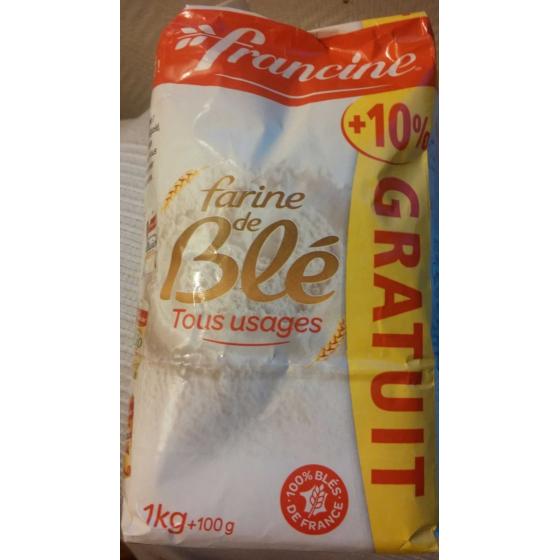 francine
+10%
GRATUIT
farine
de
Blé
Tous usages
100% BLÉS
DE FRANCE
1kg+100g